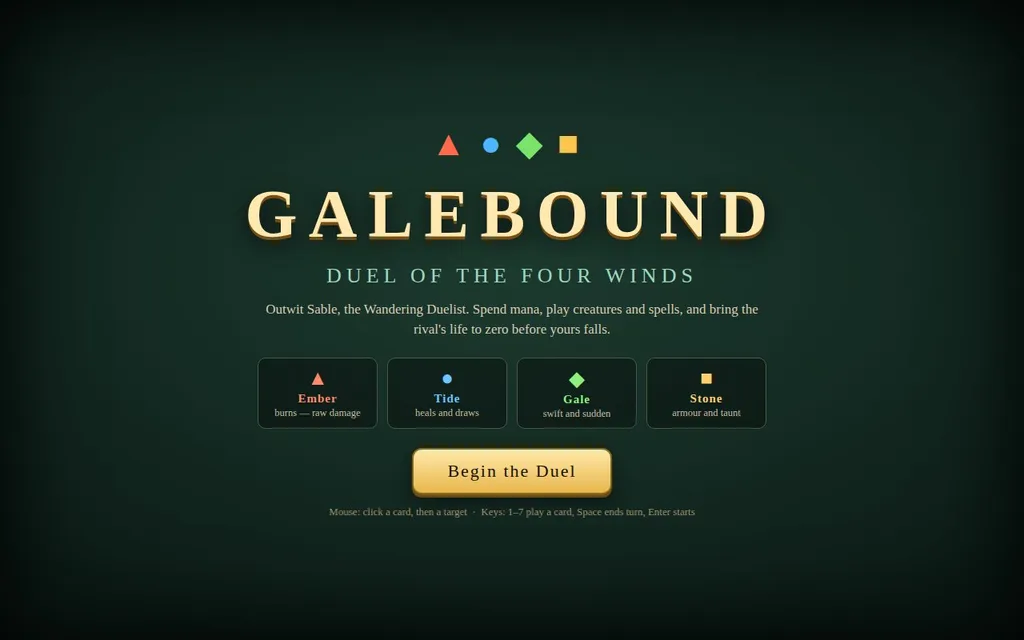 GALEBOUND
DUEL OF THE FOUR WINDS
Outwit Sable, the Wandering Duelist. Spend mana, play creatures and spells, and bring the
rival's life to zero before yours falls.
Ember
burns — raw damage
Tide
heals and draws
Gale
swift and sudden
Stone
armour and taunt
Begin the Duel
Mouse: click a card, then a target · Keys: 1–7 play a card, Space ends turn, Enter starts